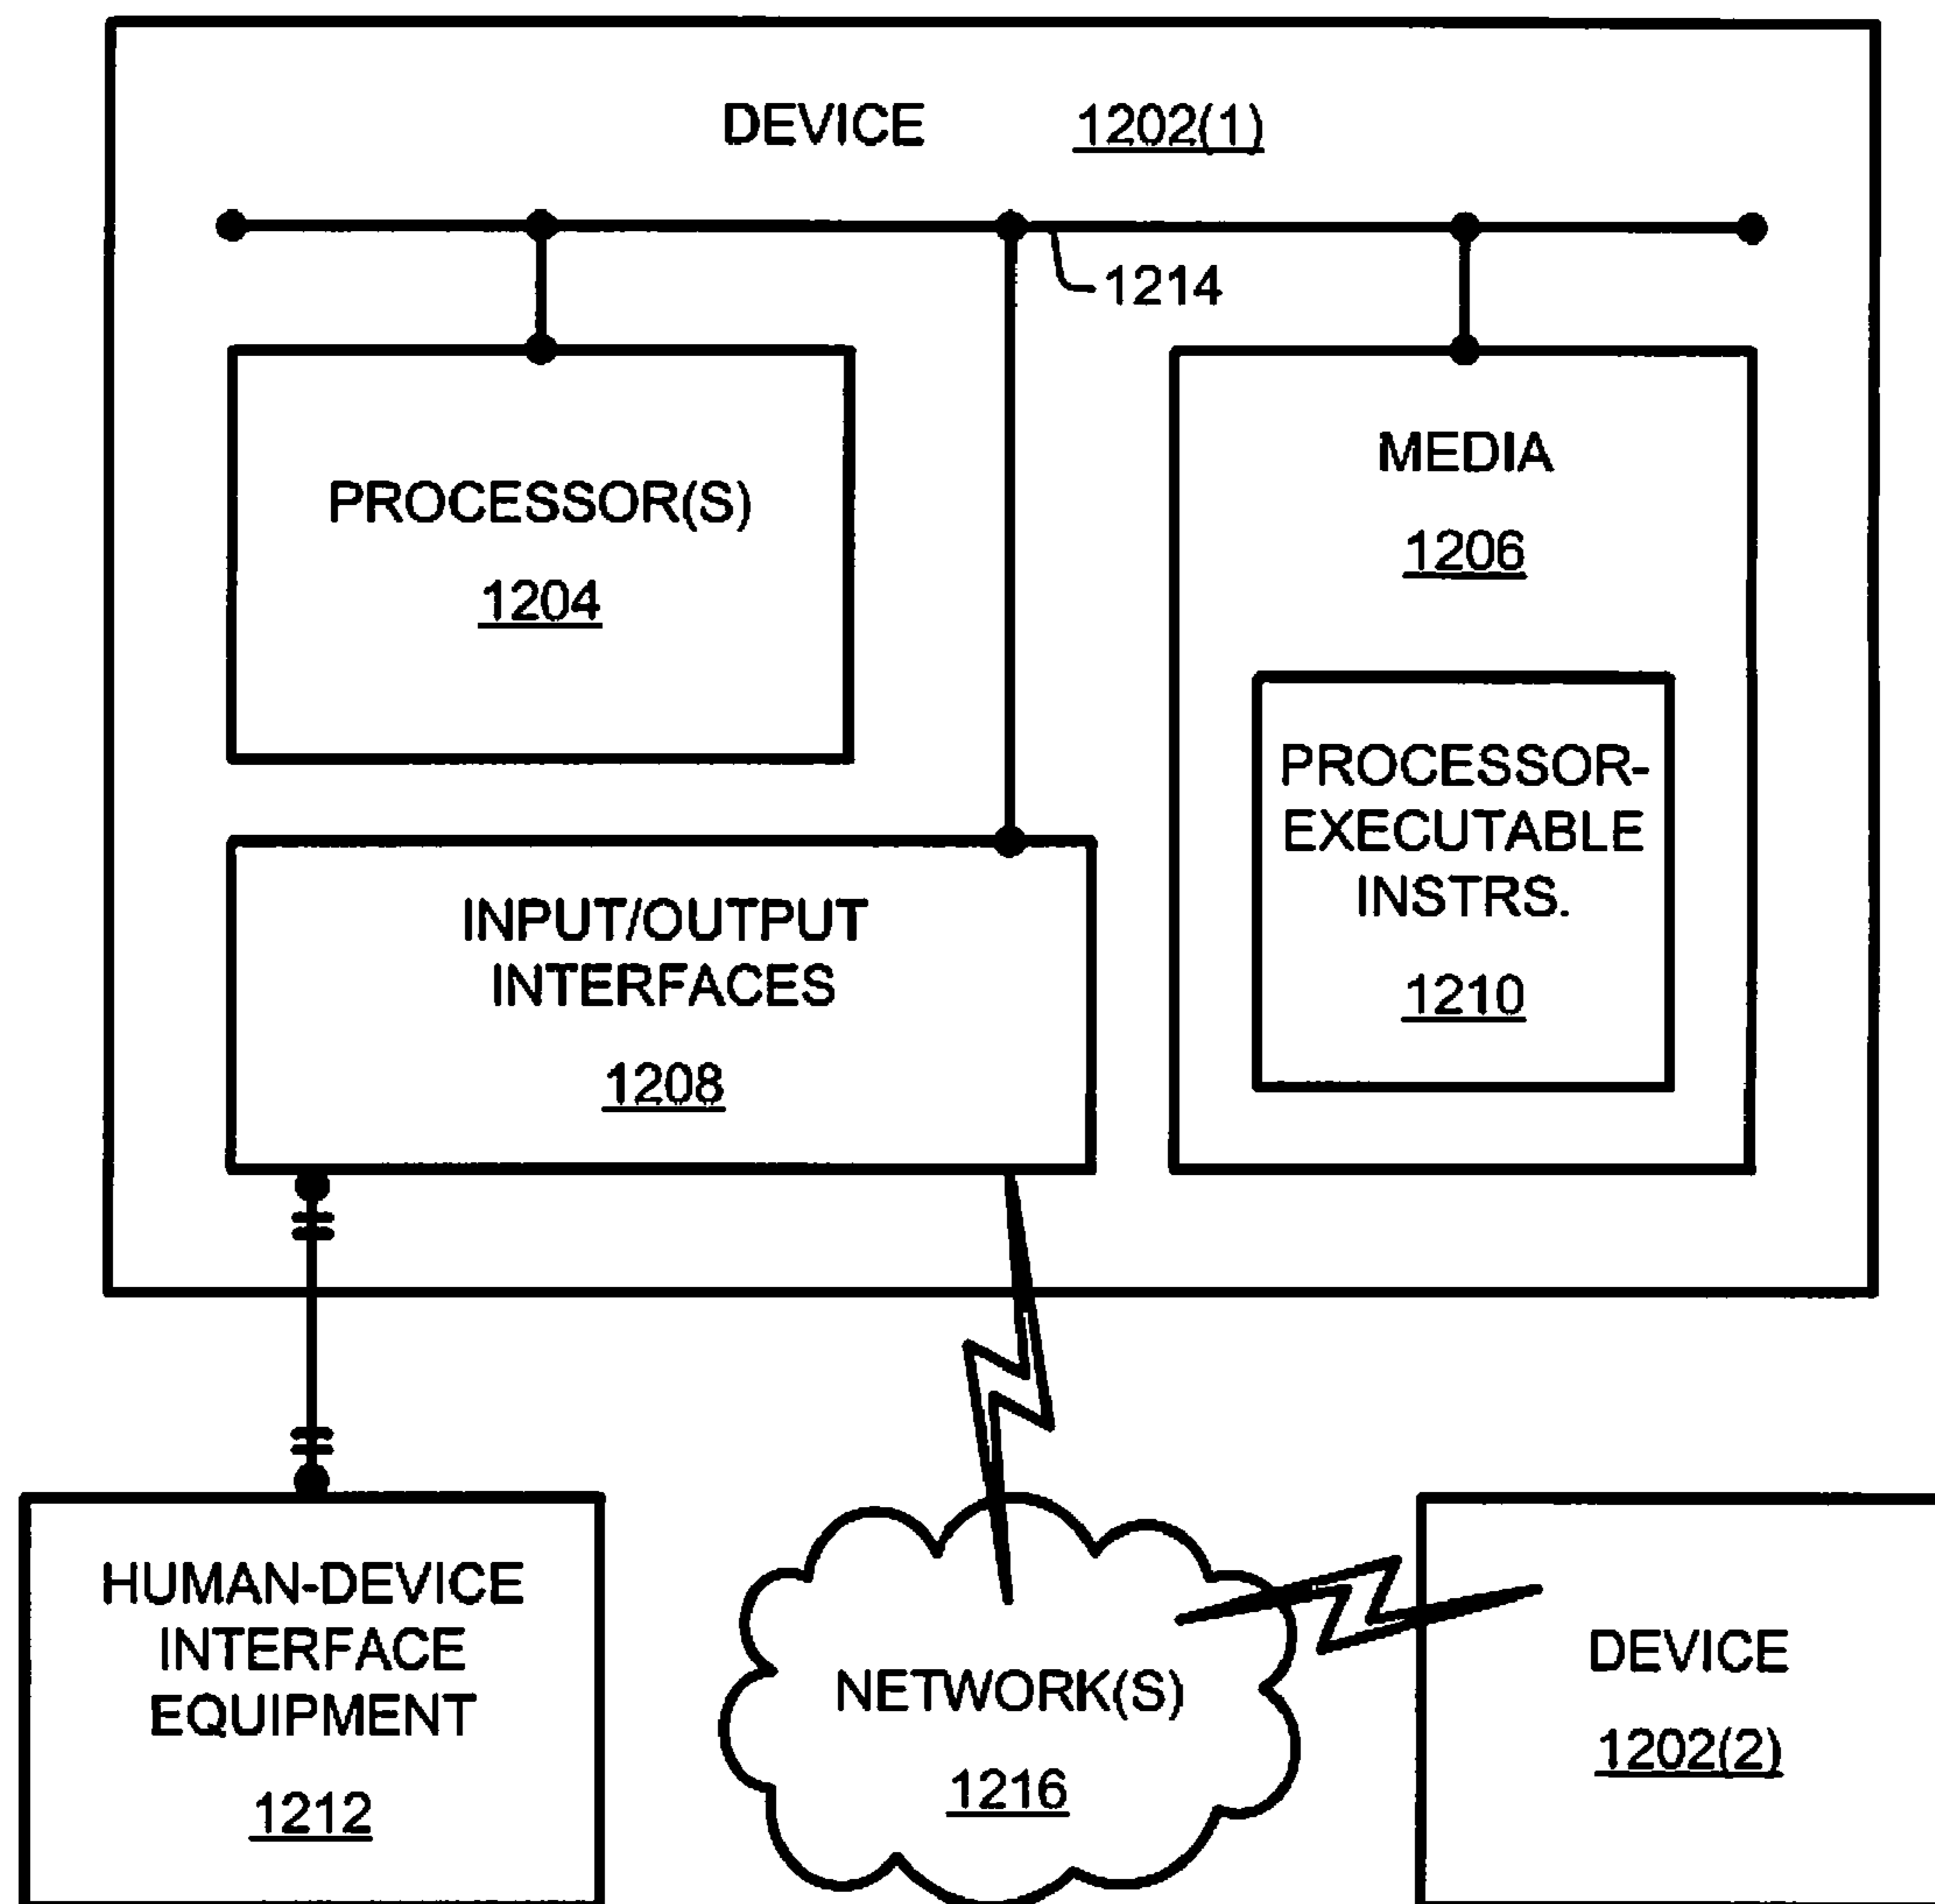 DEVICE 1202(1)
1214
PROCESSOR(S)
1204
MEDIA
1206
PROCESSOR-
EXECUTABLE
INSTRS.
1210
INPUT/OUTPUT
INTERFACES
1208
HUMAN-DEVICE
INTERFACE
EQUIPMENT
1212
NETWORK(S)
1216
DEVICE
1202(2)